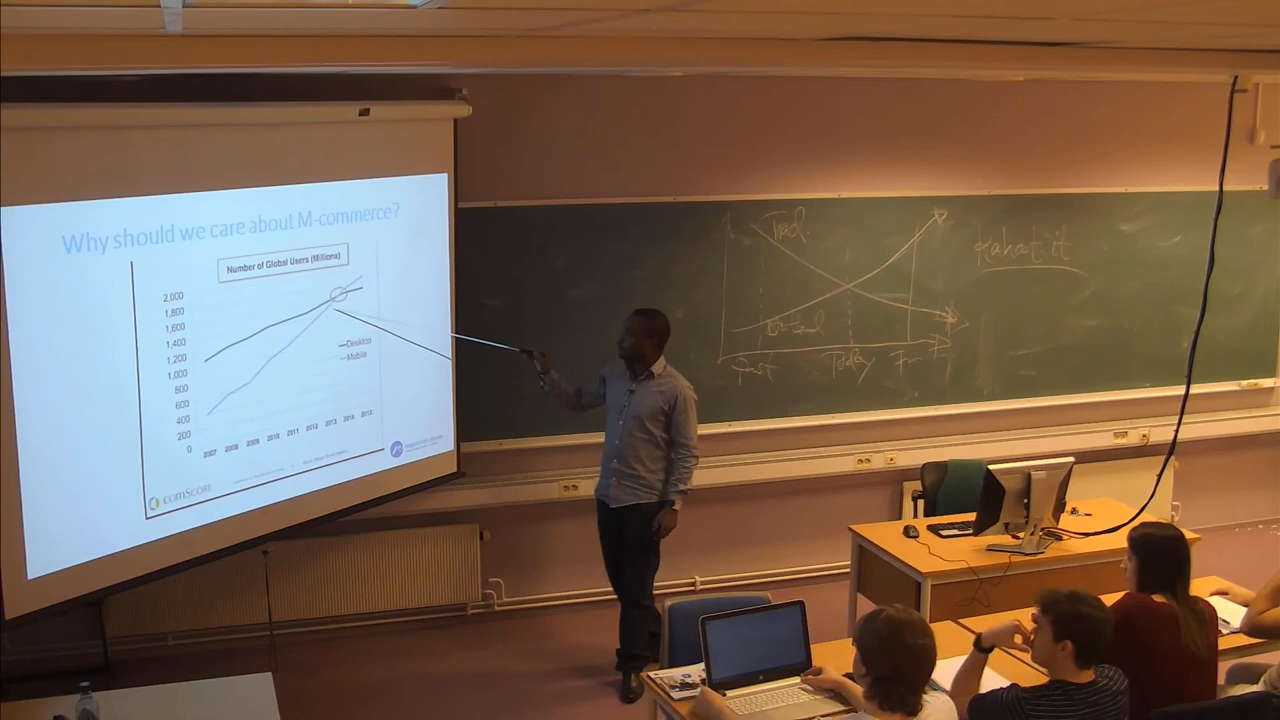 Why should we care about M-commerce?
Number of Global Users (Millions)
2,000
1,800
1,600
1,400
1,200
1,000
800
600
400
200
0
Desktop
Mobile
2007 2008 2009 2010 2011 2012 2013 2014 2015
comSCORE
Trad.
Past
Today
Kahoot.it